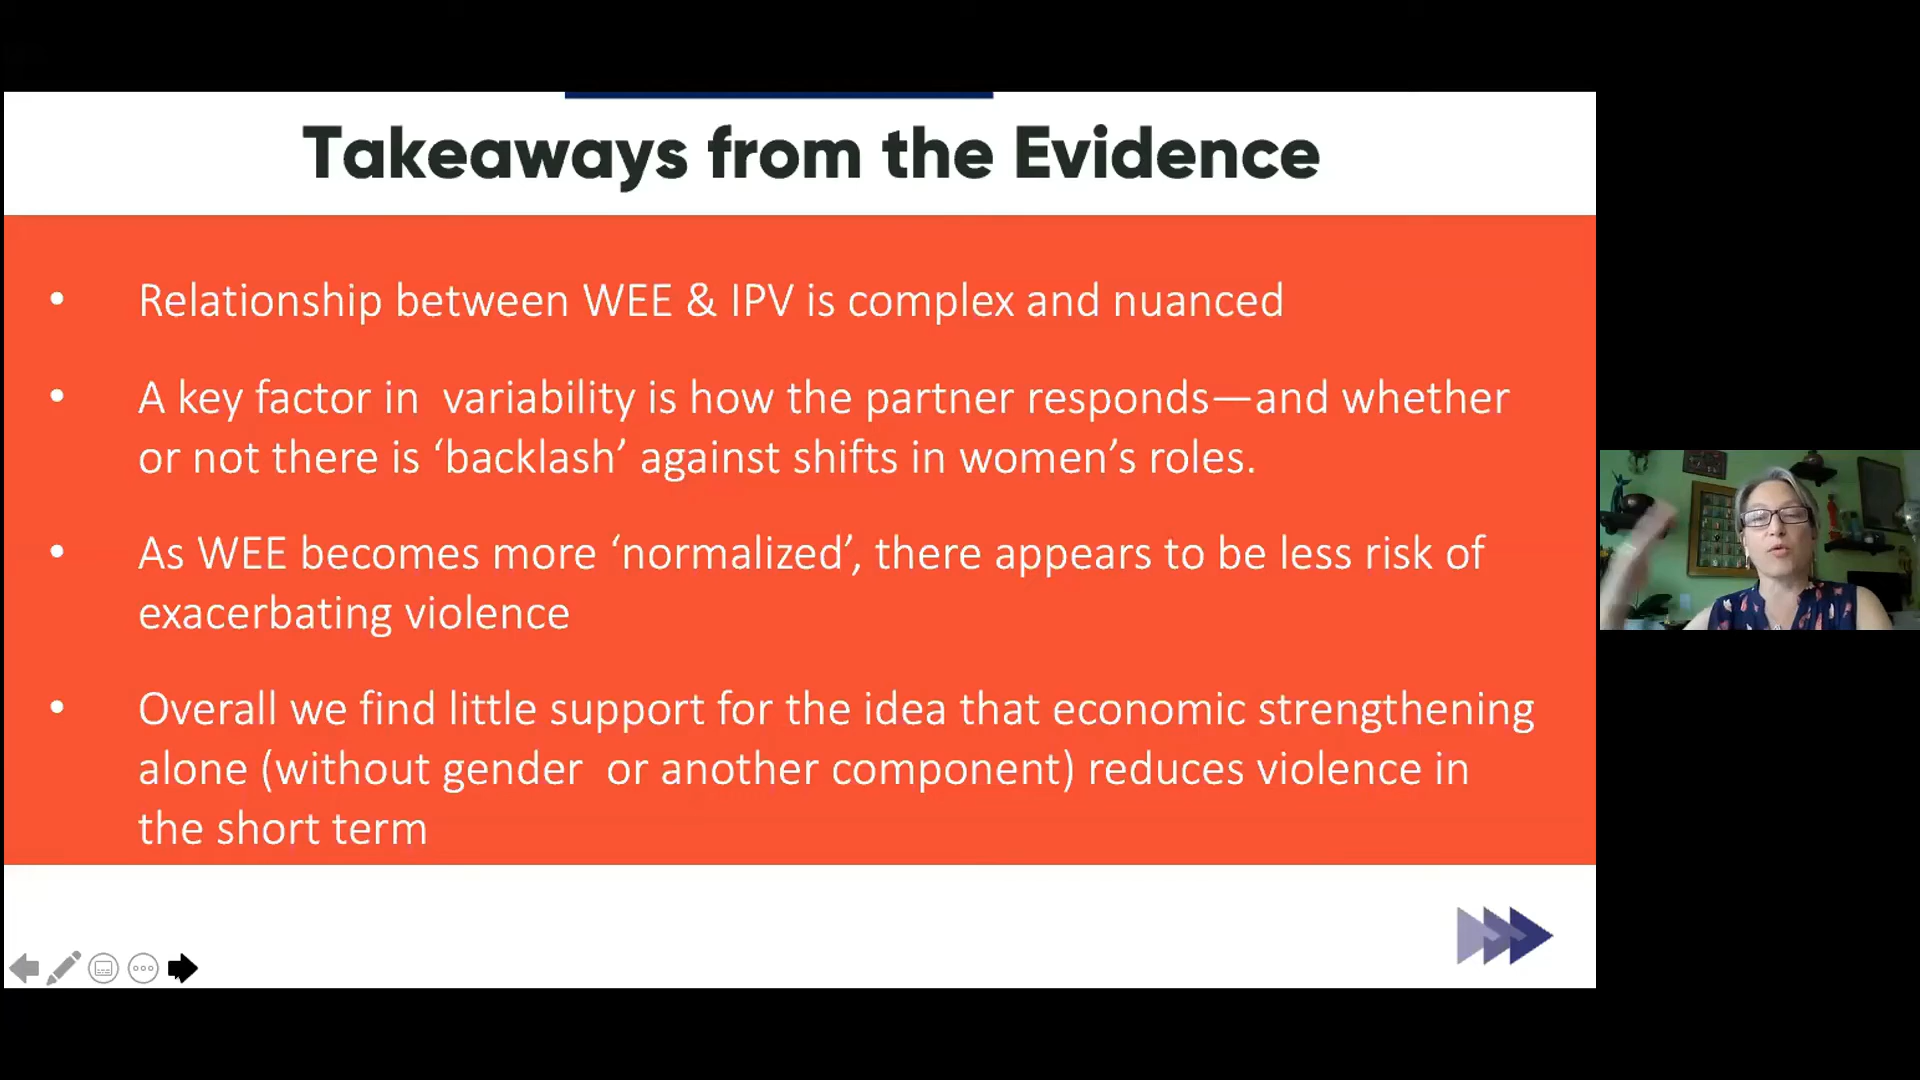 Takeaways from the Evidence
• Relationship between WEE & IPV is complex and nuanced
• A key factor in  variability is how the partner responds—and whether
or not there is ‘backlash’ against shifts in women’s roles.
• As WEE becomes more ‘normalized’, there appears to be less risk of
exacerbating violence
• Overall we find little support for the idea that economic strengthening
alone (without gender  or another component) reduces violence in
the short term